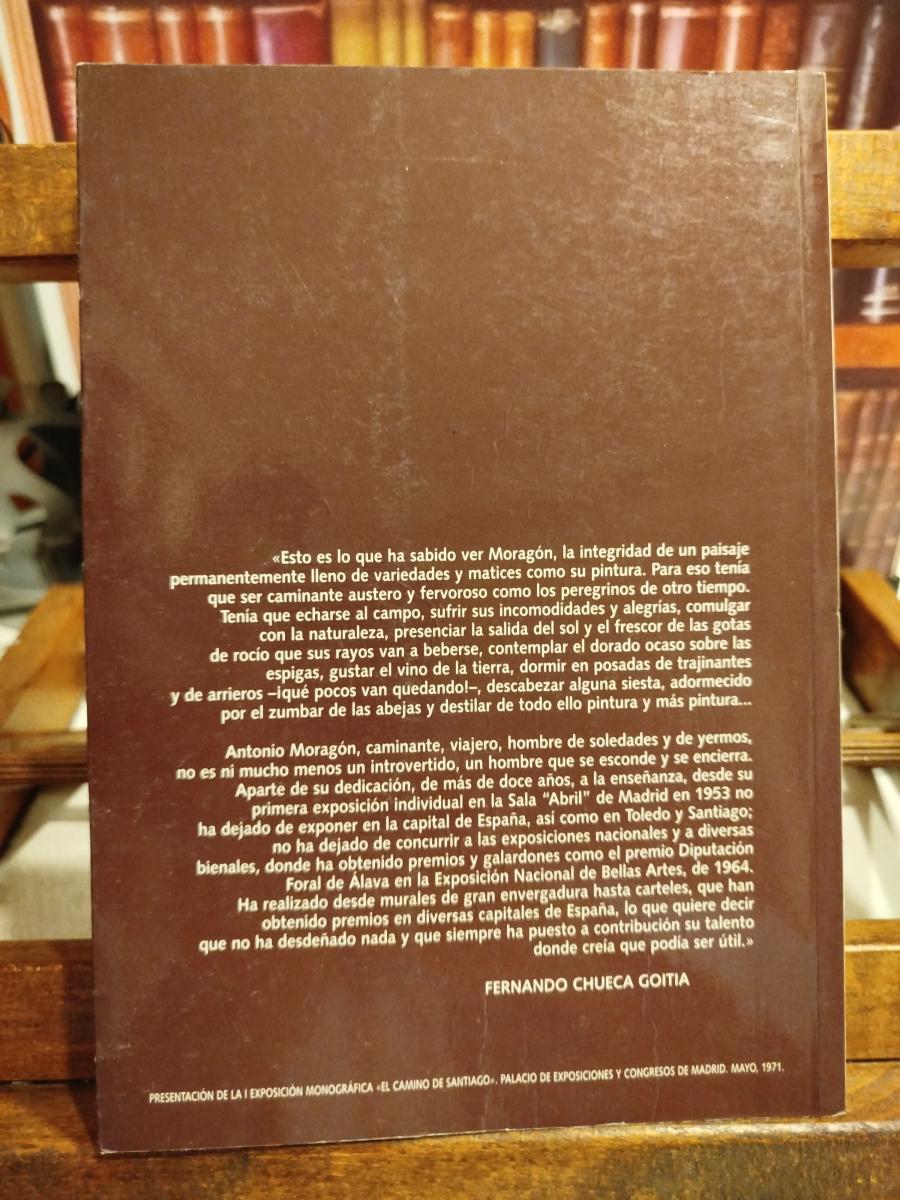 «Esto es lo que ha sabido ver Moragón, la integridad de un paisaje
permanentemente lleno de variedades y matices como su pintura. Para eso tenía
que ser caminante austero y fervoroso como los peregrinos de otro tiempo.
Tenía que echarse al campo, sufrir sus incomodidades y alegrías, comulgar
con la naturaleza, presenciar la salida del sol y el frescor de las gotas
de rocío que sus rayos van a beberse, contemplar el dorado ocaso sobre las
espigas, gustar el vino de la tierra, dormir en posadas de trajinantes
y de arrieros –¡qué pocos van quedando!–, descabezar alguna siesta, adormecido
por el zumbar de las abejas y destilar de todo ello pintura y más pintura...
Antonio Moragón, caminante, viajero, hombre de soledades y de yermos,
no es ni mucho menos un introvertido, un hombre que se esconde y se encierra.
Aparte de su dedicación, de más de doce años, a la enseñanza, desde su
primera exposición individual en la Sala "Abril" de Madrid en 1953 no
ha dejado de exponer en la capital de España, así como en Toledo y Santiago;
no ha dejado de concurrir a las exposiciones nacionales y a diversas
bienales, donde ha obtenido premios y galardones como el premio Diputación
Foral de Álava en la Exposición Nacional de Bellas Artes, de 1964.
Ha realizado desde murales de gran envergadura hasta carteles, que han
obtenido premios en diversas capitales de España, lo que quiere decir
que no ha desdeñado nada y que siempre ha puesto a contribución su talento
donde creía que podía ser útil.»
FERNANDO CHUECA GOITIA
PRESENTACIÓN DE LA I EXPOSICIÓN MONOGRÁFICA «EL CAMINO DE SANTIAGO». PALACIO DE EXPOSICIONES Y CONGRESOS DE MADRID. MAYO, 1971.